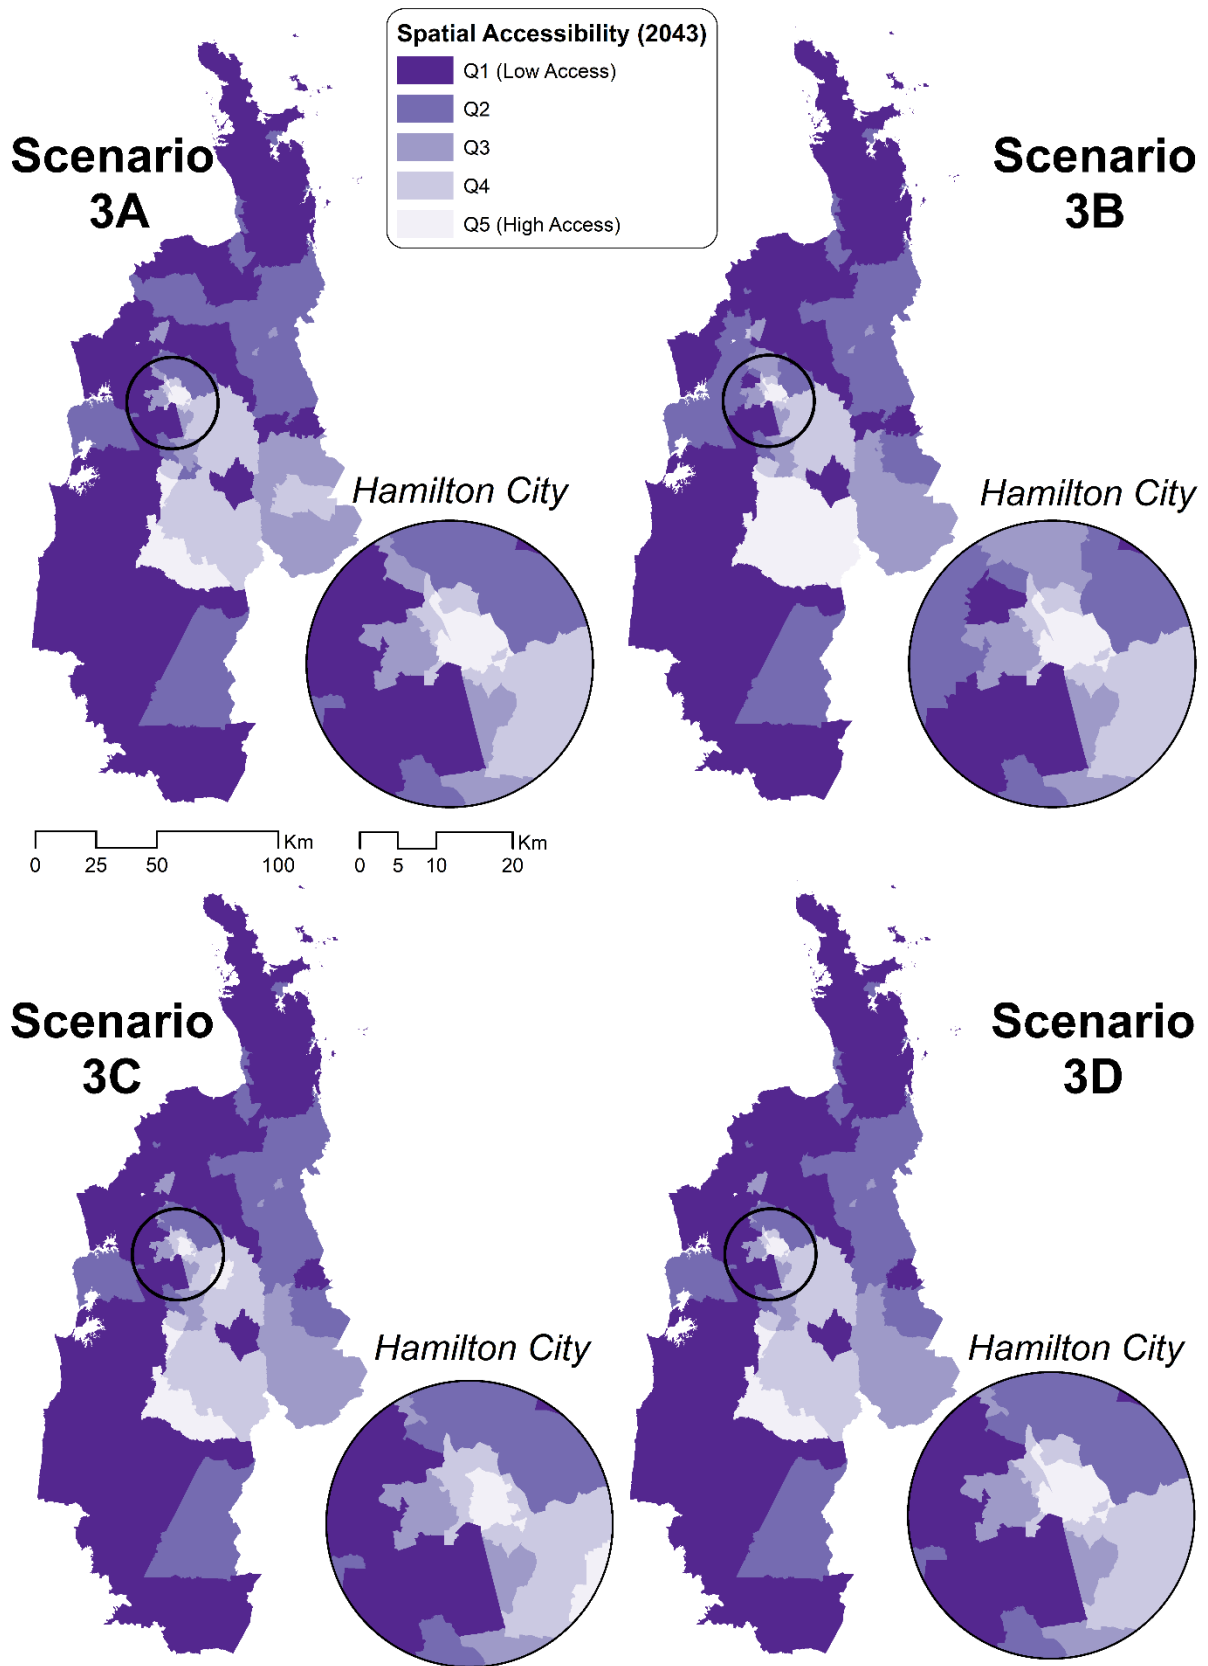 Spatial Accessibility (2043)
Q1 (Low Access)
Q2
Q3
Q4
Q5 (High Access)
Scenario
3A
Scenario
3B
Hamilton City
Hamilton City
Km
0 25 50 100
Km
0 5 10 20
Scenario
3C
Scenario
3D
Hamilton City
Hamilton City